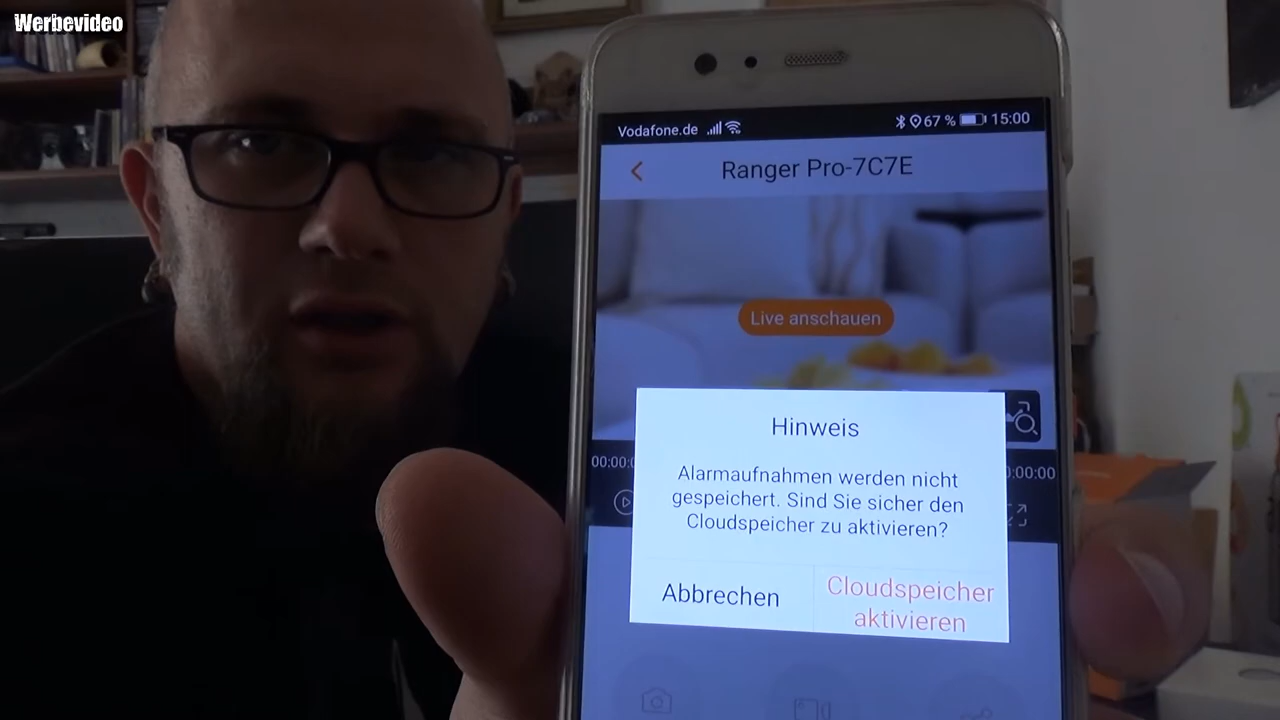 Werbevideo
Vodafone.de
67 %
15:00
Ranger Pro-7C7E
Live anschauen
Hinweis
Alarmaufnahmen werden nicht
gespeichert. Sind Sie sicher den
Cloudspeicher zu aktivieren?
Abbrechen
Cloudspeicher
aktivieren